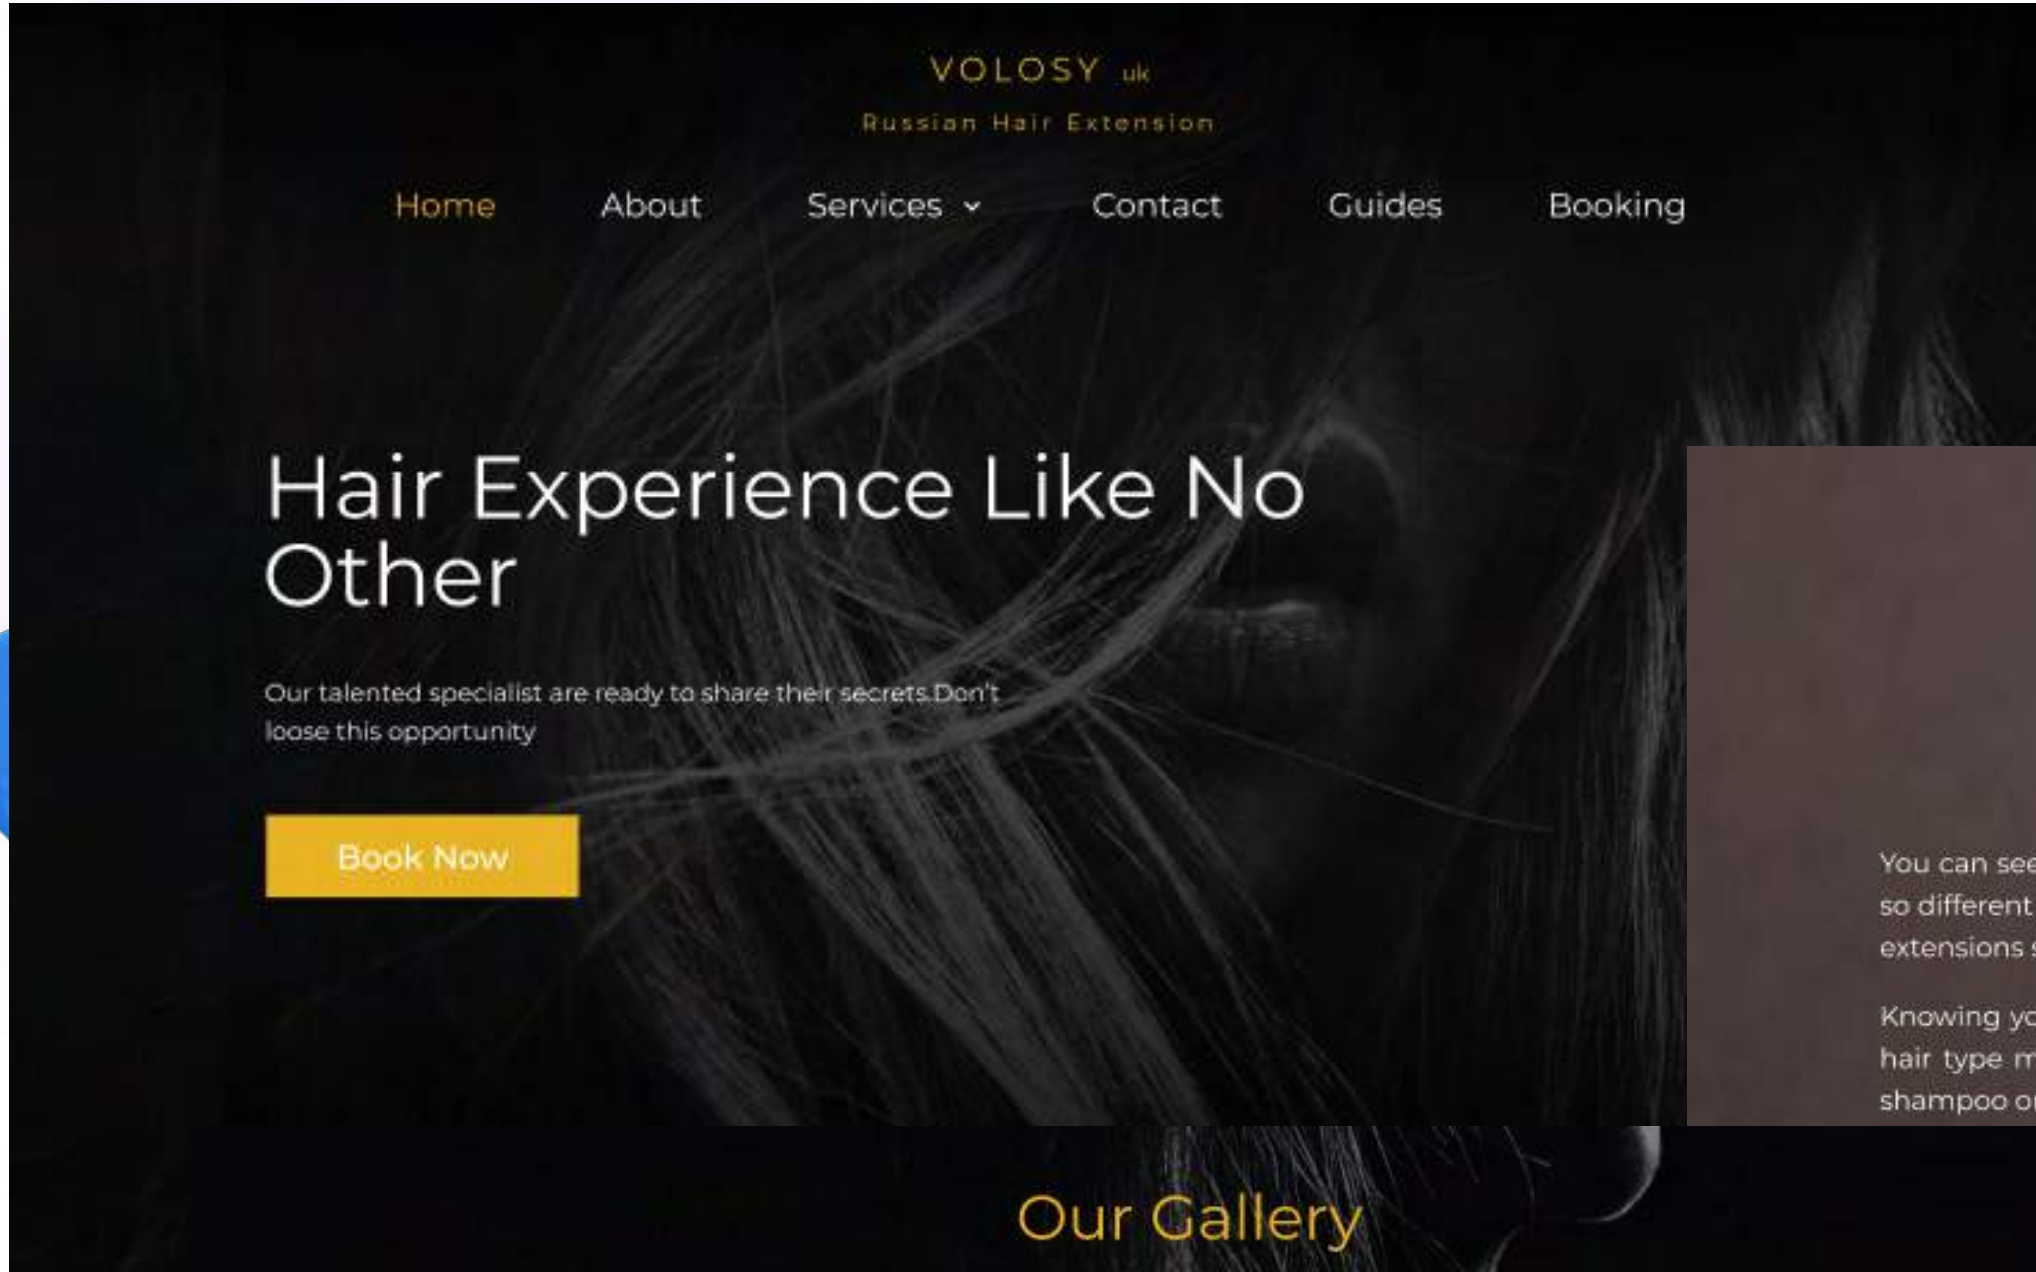 VOLOSY uk
Russian Hair Extension
Home About Services Contact Guides Booking
Hair Experience Like No
Other
Our talented specialist are ready to share their secrets.Don't
loose this opportunity
Book Now
You can see
so different
extensions
Knowing
hair type
shampoo
Our Gallery